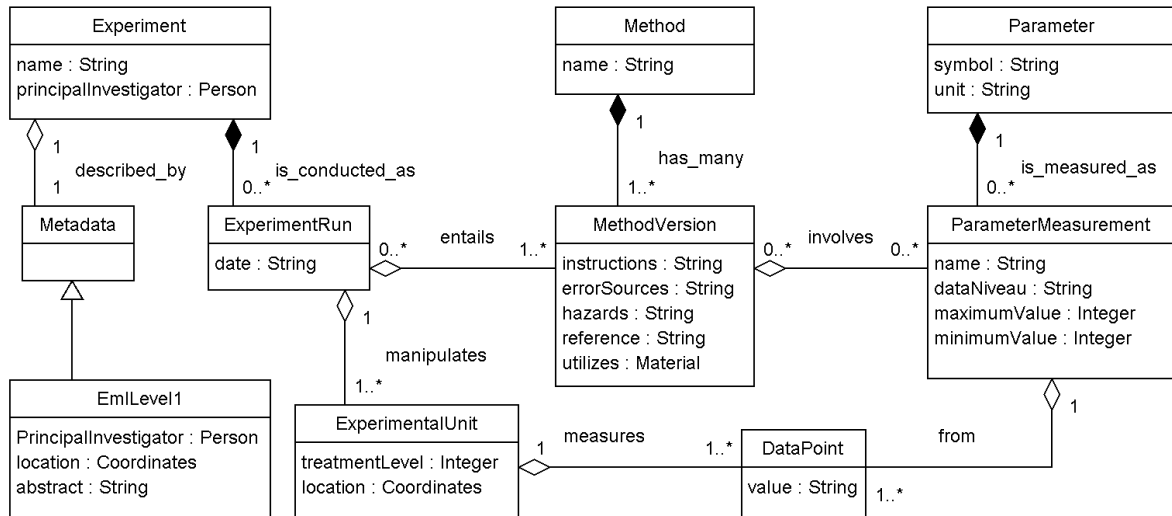 Experiment
name : String
principalInvestigator : Person
Method
name : String
Parameter
symbol : String
unit : String
1
1
described_by
1
0..*
is_conducted_as
1
has_many
1..*
1
is_measured_as
0..*
Metadata
ExperimentRun
date : String
0..*
entails
1..*
MethodVersion
instructions : String
errorSources : String
hazards : String
reference : String
utilizes : Material
0..*
involves
0..*
ParameterMeasurement
name : String
dataNiveau : String
maximumValue : Integer
minimumValue : Integer
1
manipulates
1..*
EmlLevel1
PrincipalInvestigator : Person
location : Coordinates
abstract : String
ExperimentalUnit
treatmentLevel : Integer
location : Coordinates
1
measures
1..*
DataPoint
value : String
1
from
1..*